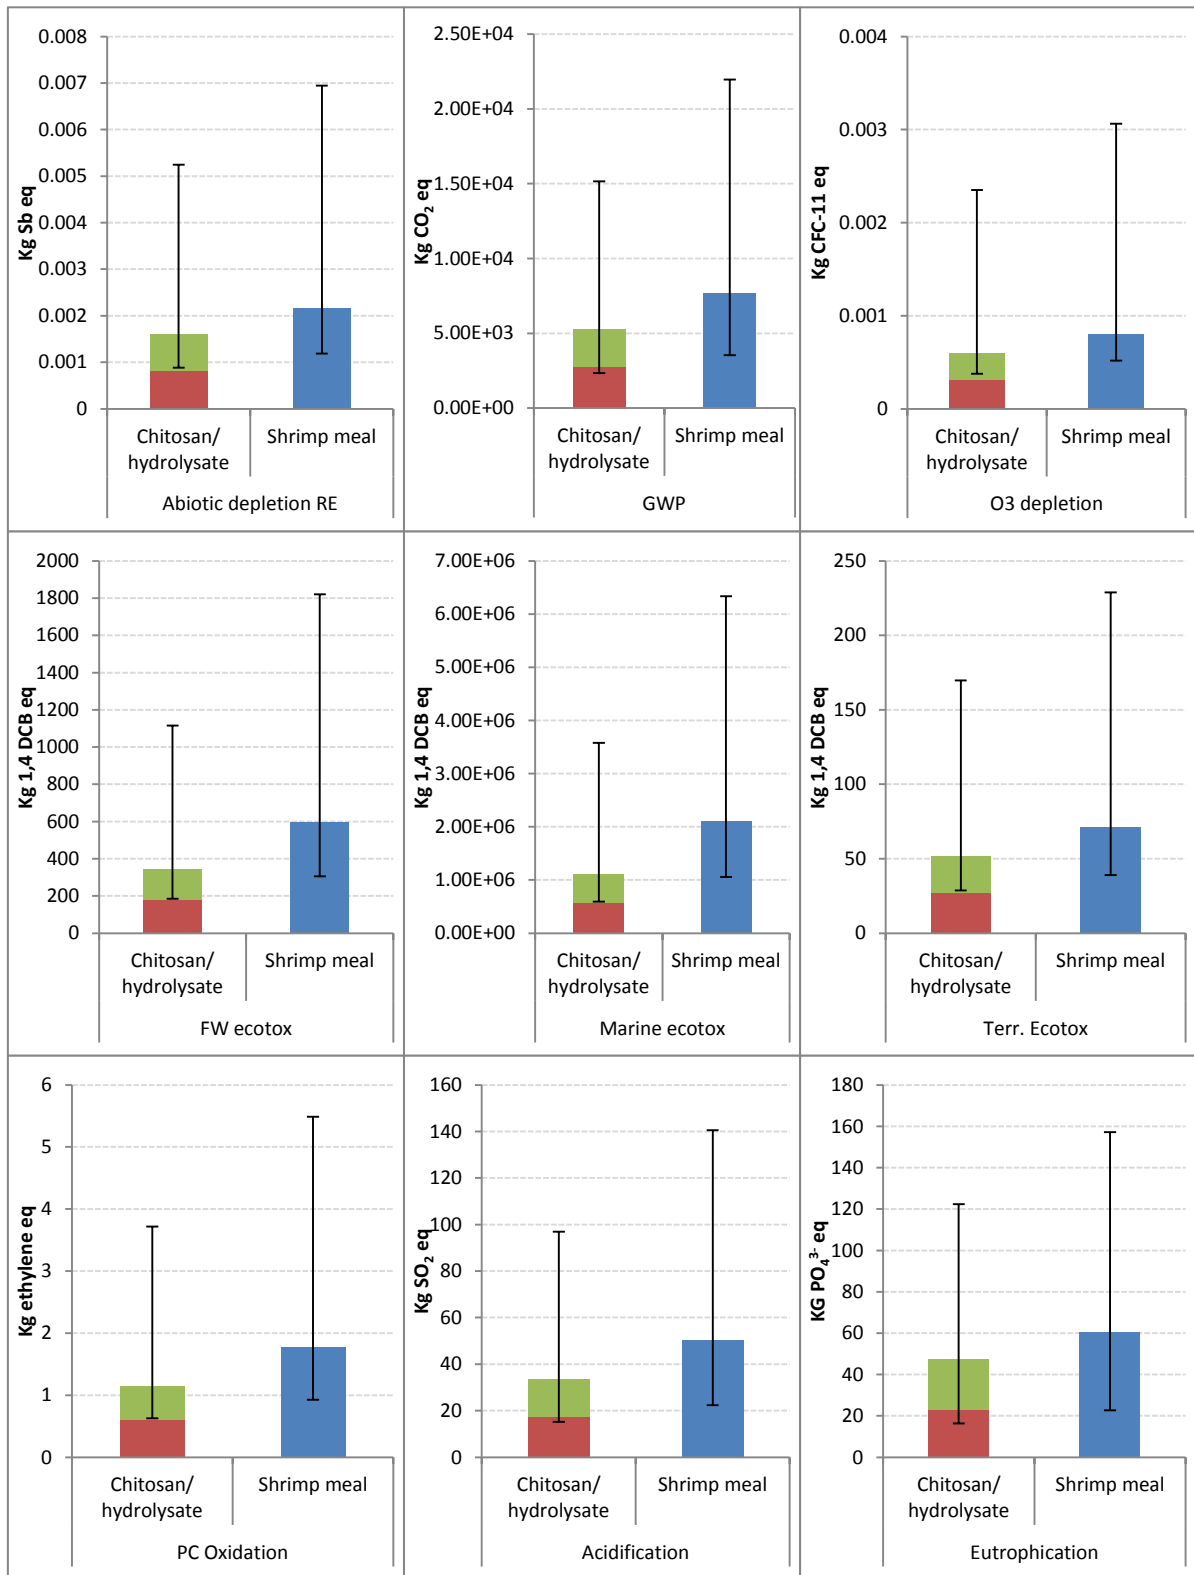 0.008
0.007
0.006
0.005
0.004
0.003
0.002
0.001
0
Kg Sb eq
Chitosan/
hydrolysate
Shrimp meal
Abiotic depletion RE
2.50E+04
2.00E+04
1.50E+04
1.00E+04
5.00E+03
0.00E+00
Kg CO₂ eq
Chitosan/
hydrolysate
Shrimp meal
GWP
0.004
0.003
0.002
0.001
0
Kg CFC-11 eq
Chitosan/
hydrolysate
Shrimp meal
O3 depletion
2000
1800
1600
1400
1200
1000
800
600
400
200
0
Kg 1,4 DCB eq
Chitosan/
hydrolysate
Shrimp meal
FW ecotox
7.00E+06
6.00E+06
5.00E+06
4.00E+06
3.00E+06
2.00E+06
1.00E+06
0.00E+00
Kg 1,4 DCB eq
Chitosan/
hydrolysate
Shrimp meal
Marine ecotox
250
200
150
100
50
0
Kg 1,4 DCB eq
Chitosan/
hydrolysate
Shrimp meal
Terr. Ecotox
6
5
4
3
2
1
0
Kg ethylene eq
Chitosan/
hydrolysate
Shrimp meal
PC Oxidation
160
140
120
100
80
60
40
20
0
Kg SO₂ eq
Chitosan/
hydrolysate
Shrimp meal
Acidification
180
160
140
120
100
80
60
40
20
0
KG PO₄³⁻ eq
Chitosan/
hydrolysate
Shrimp meal
Eutrophication